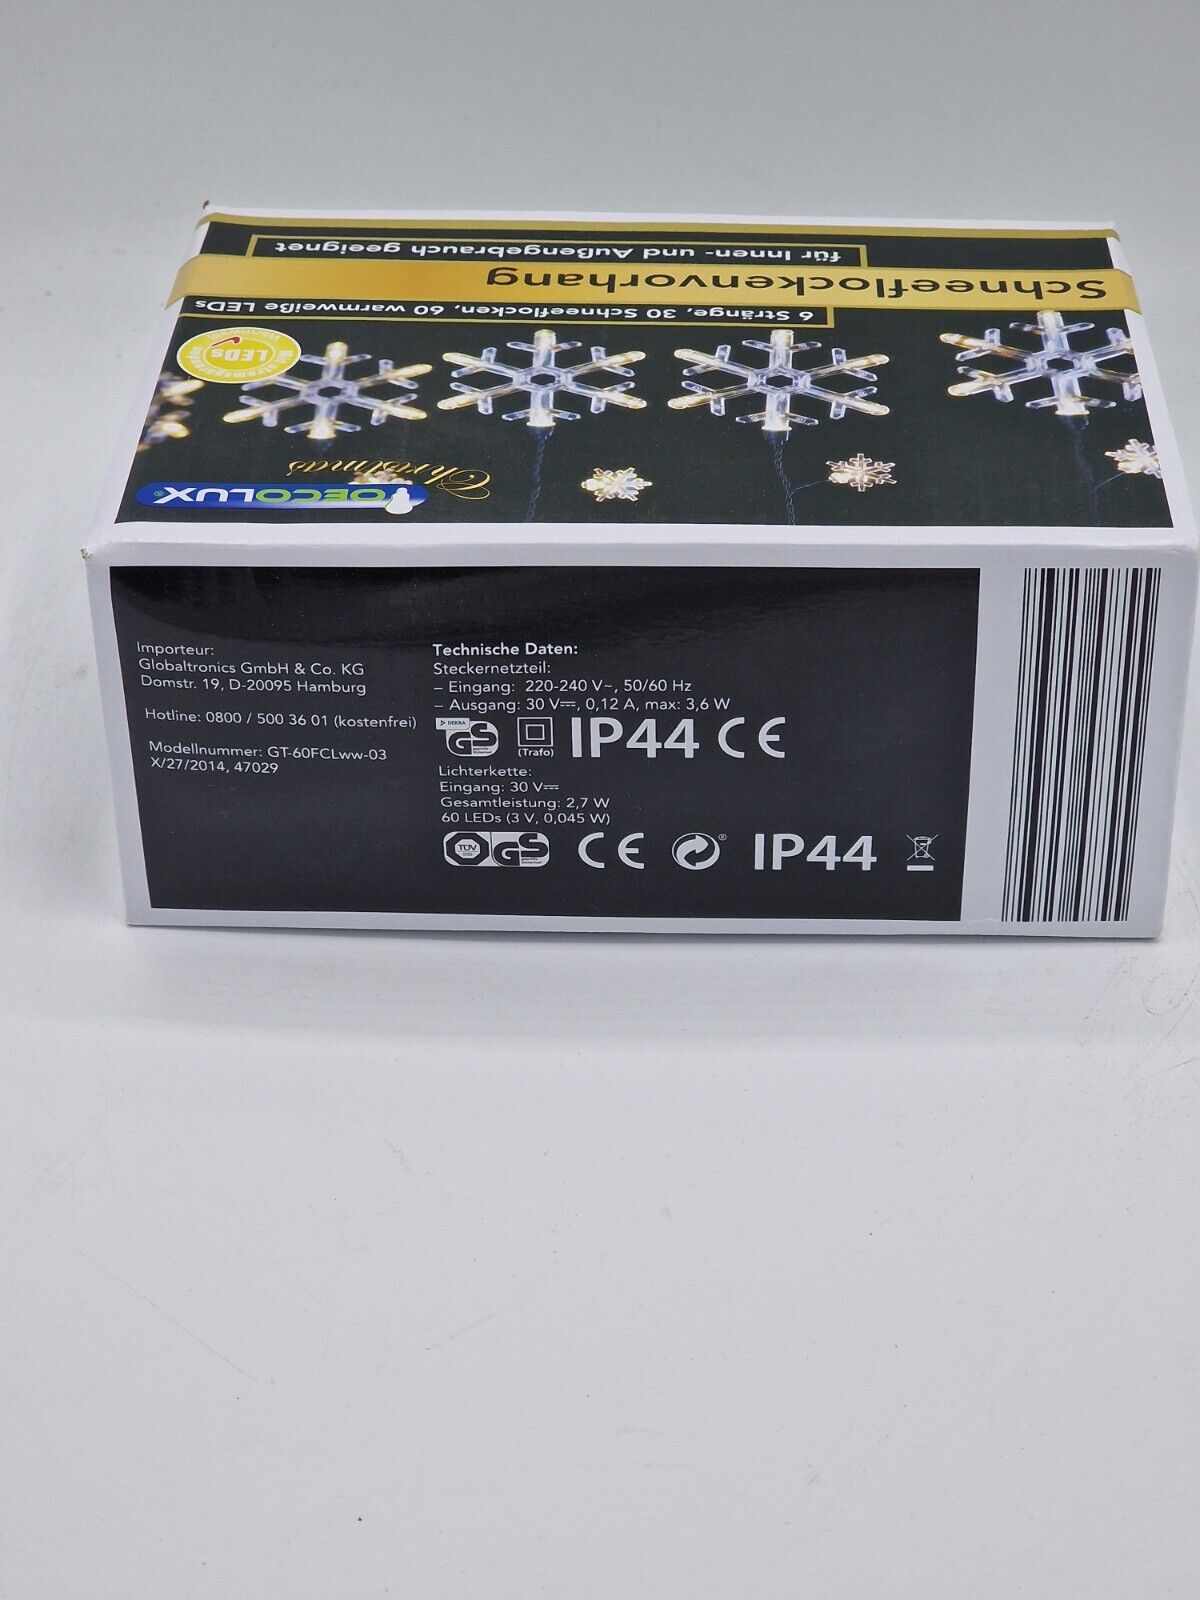 Schneeflockenvorhang
für Innen- und Außengebrauch geeignet
6 Stränge, 30 Schneeflocken, 60 warmweiße LEDs
LEDs
Christmas
OECOLUX®
Importeur:
Globaltronics GmbH & Co. KG
Domstr. 19, D-20095 Hamburg
Hotline: 0800 / 500 36 01 (kostenfrei)
Modellnummer: GT-60FCLww-03
X/27/2014, 47029
Technische Daten:
Steckernetzteil:
– Eingang: 220-240 V~, 50/60 Hz
– Ausgang: 30 V⎓, 0,12 A, max: 3,6 W
DEKRA GS (Trafo) IP44 CE
Lichterkette:
Eingang: 30 V⎓
Gesamtleistung: 2,7 W
60 LEDs (3 V, 0,045 W)
TÜV SÜD GS CE ® IP44